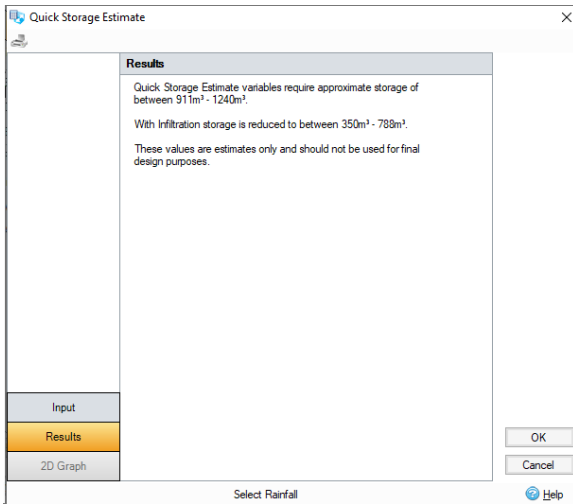 Quick Storage Estimate
Results
Quick Storage Estimate variables require approximate storage of
between 911m³ - 1240m³.
With Infiltration storage is reduced to between 350m³ - 788m³.
These values are estimates only and should not be used for final
design purposes.
Input
Results
2D Graph
OK
Cancel
Select Rainfall
Help